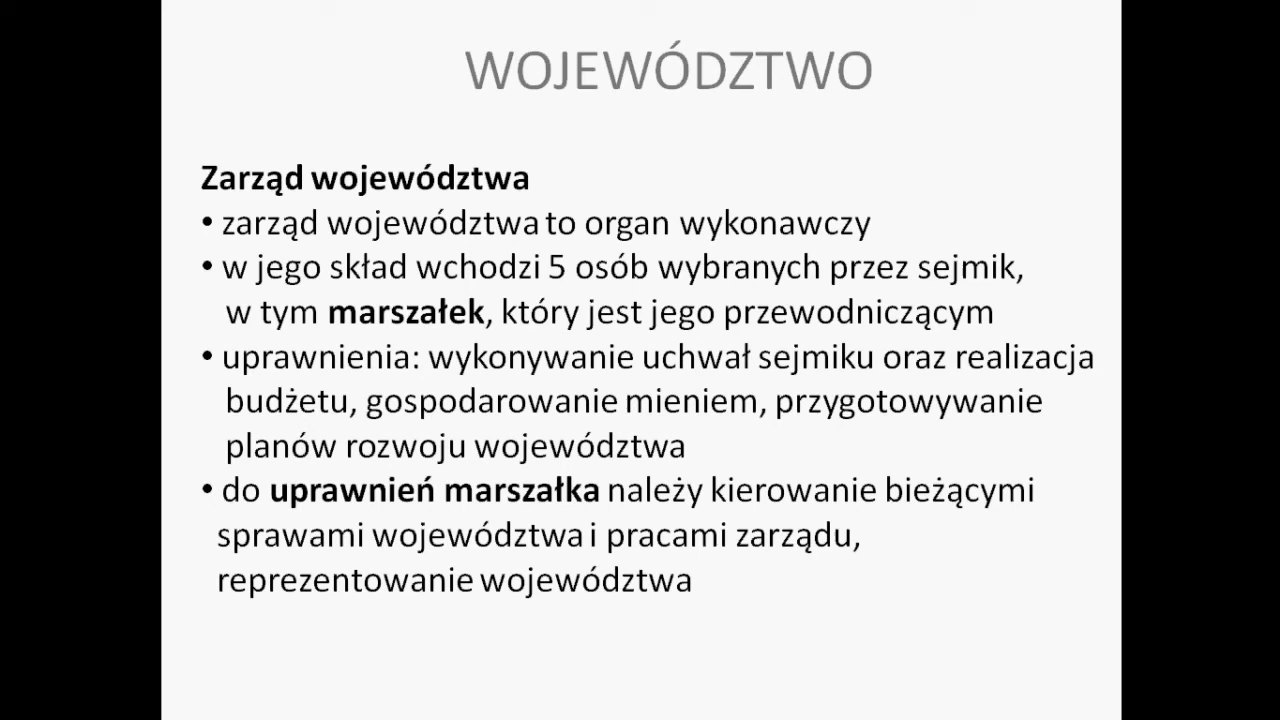 WOJEWÓDZTWO
Zarząd województwa
• zarząd województwa to organ wykonawczy
• w jego skład wchodzi 5 osób wybranych przez sejmik,
w tym marszałek, który jest jego przewodniczącym
• uprawnienia: wykonywanie uchwał sejmiku oraz realizacja
budżetu, gospodarowanie mieniem, przygotowywanie
planów rozwoju województwa
• do uprawnień marszałka należy kierowanie bieżącymi
sprawami województwa i pracami zarządu,
reprezentowanie województwa